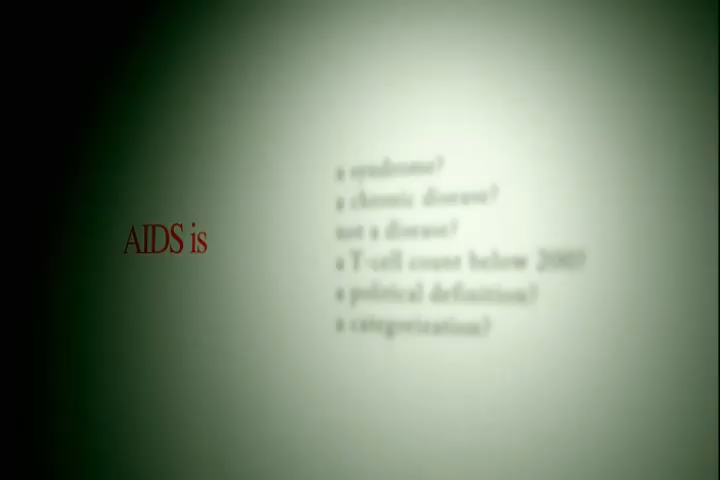 AIDS is
a syndrome?
a chronic disease?
not a disease?
a T-cell count below 200?
a political definition?
a categorization?